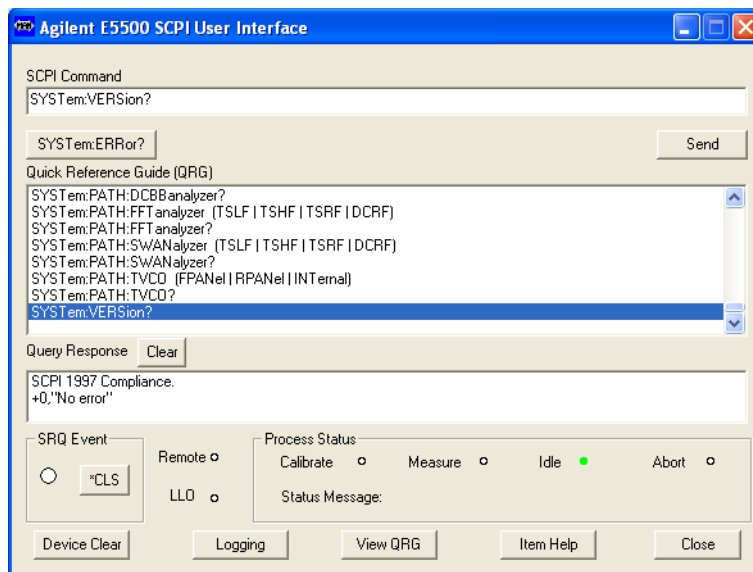 Agilent E5500 SCPI User Interface
SCPI Command
SYSTem:VERSion?
SYSTem:ERRor?
Send
Quick Reference Guide (QRG)
SYSTem:PATH:DCBBanalyzer?
SYSTem:PATH:FFTanalyzer (TSLF | TSHF | TSRF | DCRF)
SYSTem:PATH:FFTanalyzer?
SYSTem:PATH:SWANalyzer (TSLF | TSHF | TSRF | DCRF)
SYSTem:PATH:SWANalyzer?
SYSTem:PATH:TVCO (FPANel | RPANel | INTernal)
SYSTem:PATH:TVCO?
SYSTem:VERSion?
Query Response Clear
SCPI 1997 Compliance.
+0,"No error"
SRQ Event
*CLS
Remote
LLO
Process Status
Calibrate Measure Idle Abort
Status Message:
Device Clear Logging View QRG Item Help Close